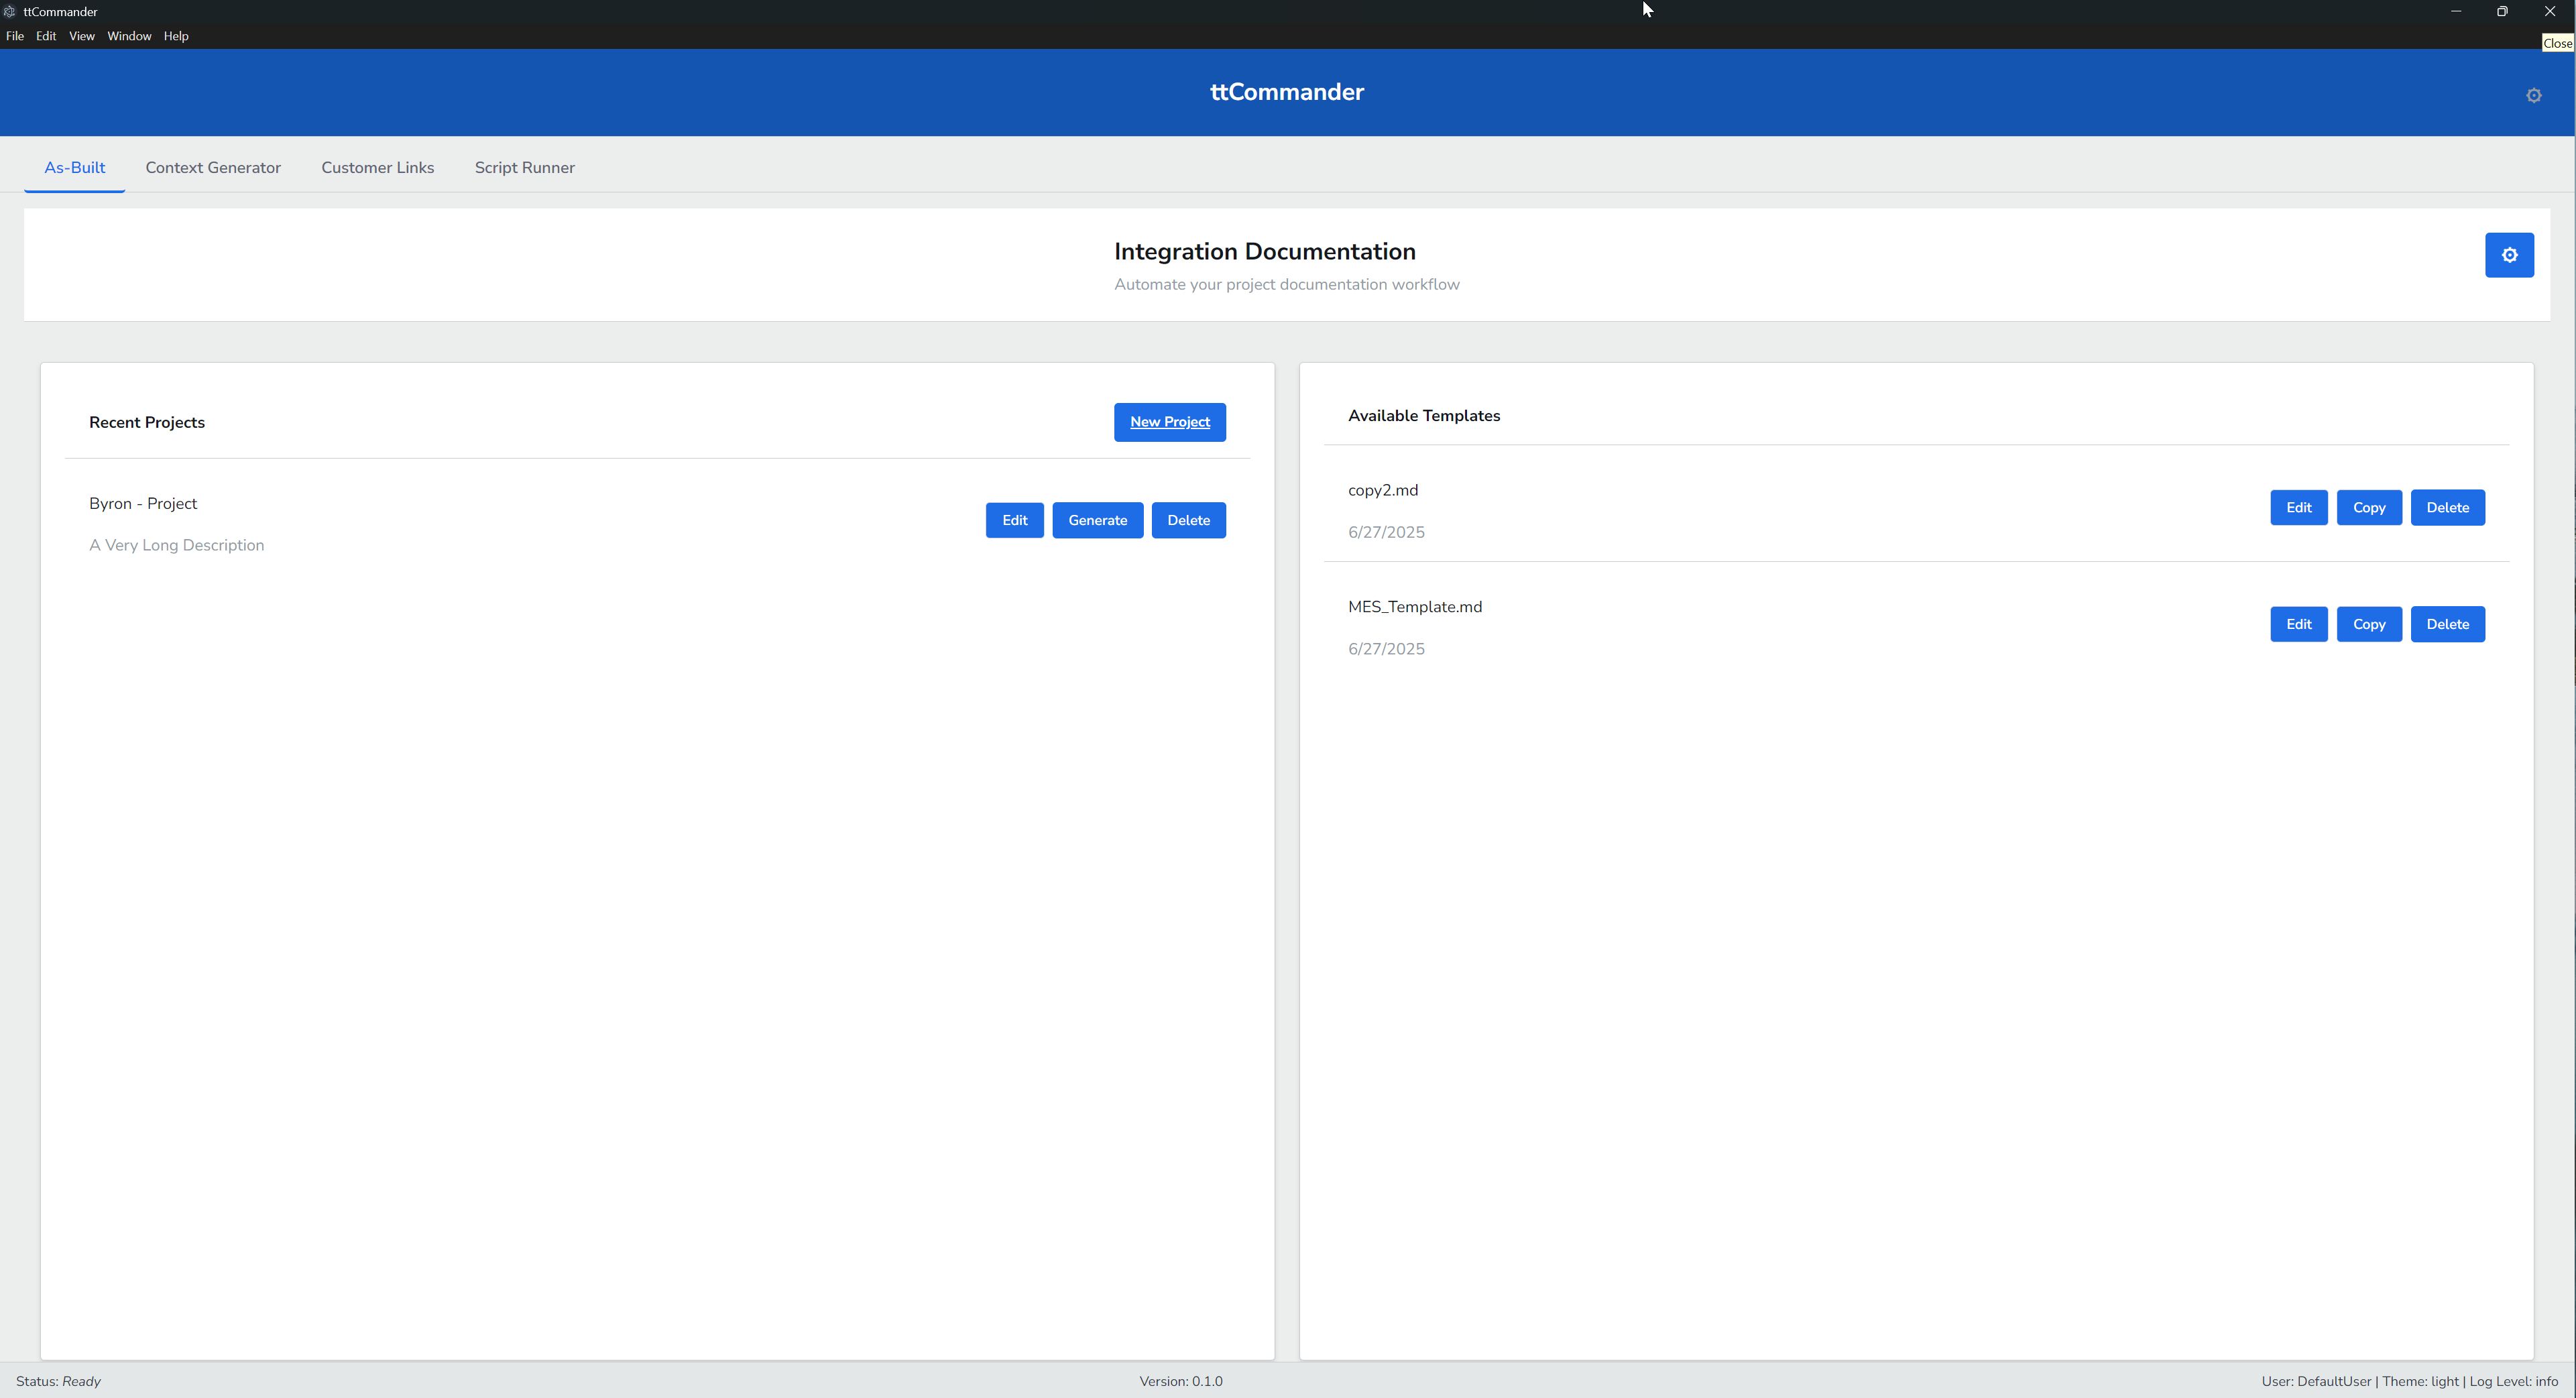 ttCommander
File Edit View Window Help
Close
ttCommander
As-Built Context Generator Customer Links Script Runner
Integration Documentation
Automate your project documentation workflow
Recent Projects New Project
Byron - Project
A Very Long Description
Edit Generate Delete
Available Templates
copy2.md
6/27/2025
Edit Copy Delete
MES_Template.md
6/27/2025
Edit Copy Delete
Status: Ready Version: 0.1.0 User: DefaultUser | Theme: light | Log Level: info